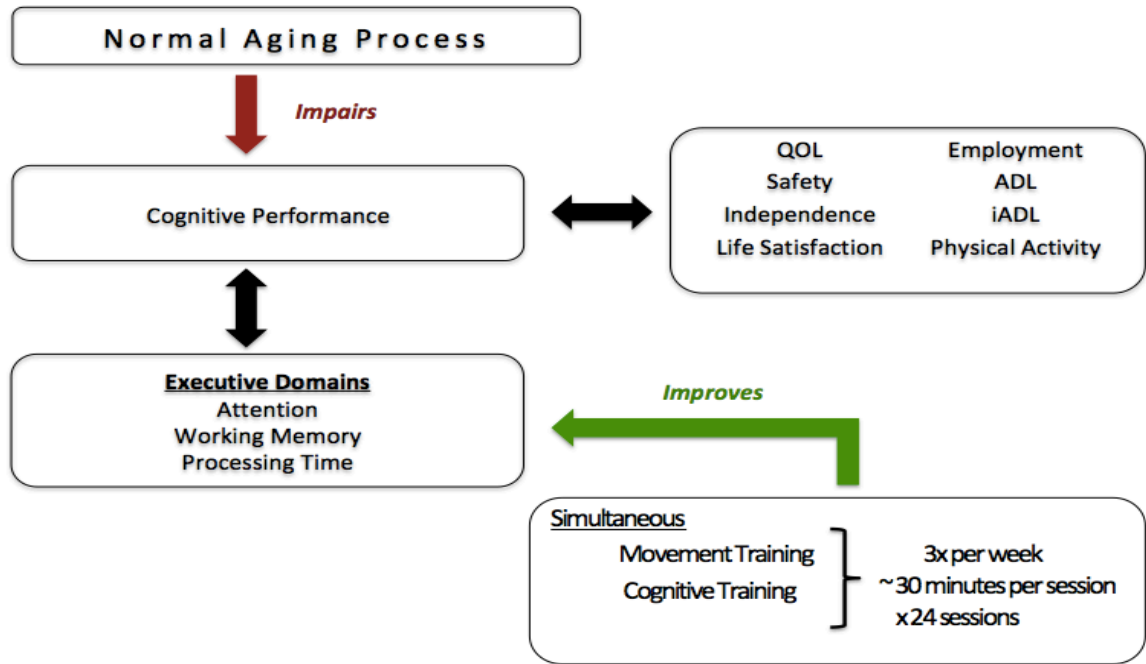 Normal Aging Process
Impairs
Cognitive Performance
QOL
Safety
Independence
Life Satisfaction
Employment
ADL
iADL
Physical Activity
Executive Domains
Attention
Working Memory
Processing Time
Improves
Simultaneous
Movement Training
Cognitive Training
3x per week
~ 30 minutes per session
x 24 sessions